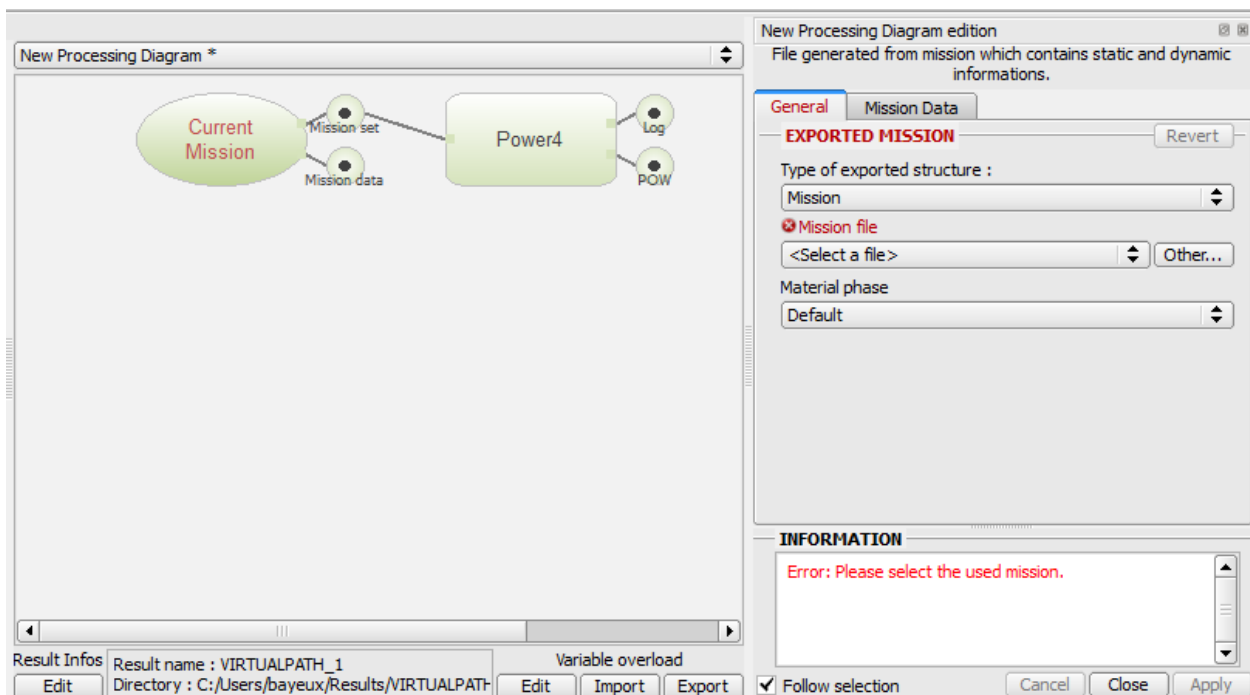 New Processing Diagram *
Current
Mission
Mission set
Mission data
Power4
Log
POW
Result Infos
Edit
Result name : VIRTUALPATH_1
Directory : C:/Users/bayeux/Results/VIRTUALPATH
Variable overload
Edit
Import
Export
New Processing Diagram edition
File generated from mission which contains static and dynamic
informations.
General
Mission Data
EXPORTED MISSION
Revert
Type of exported structure :
Mission
Mission file
<Select a file>
Other...
Material phase
Default
INFORMATION
Error: Please select the used mission.
Follow selection
Cancel
Close
Apply